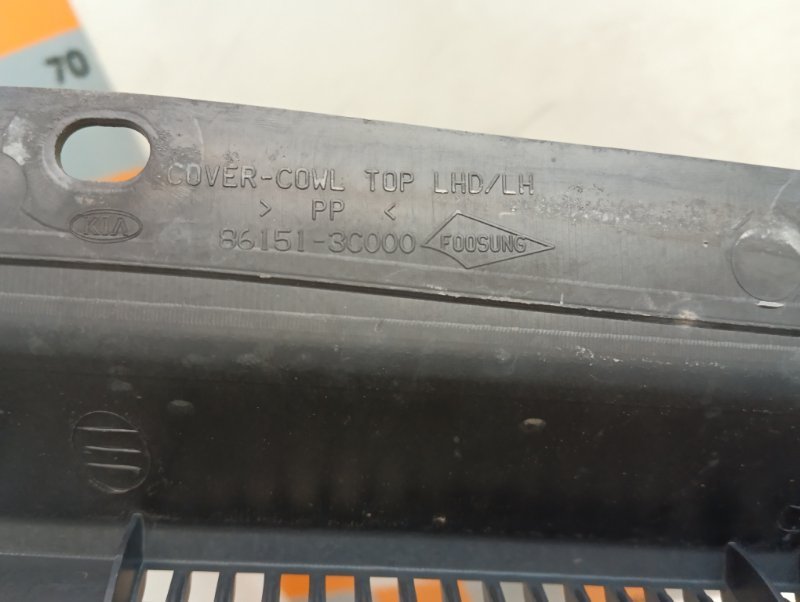 70
COVER-COWL TOP LHD/LH
> PP <
KIA
86151-3C000 FOOSUNG